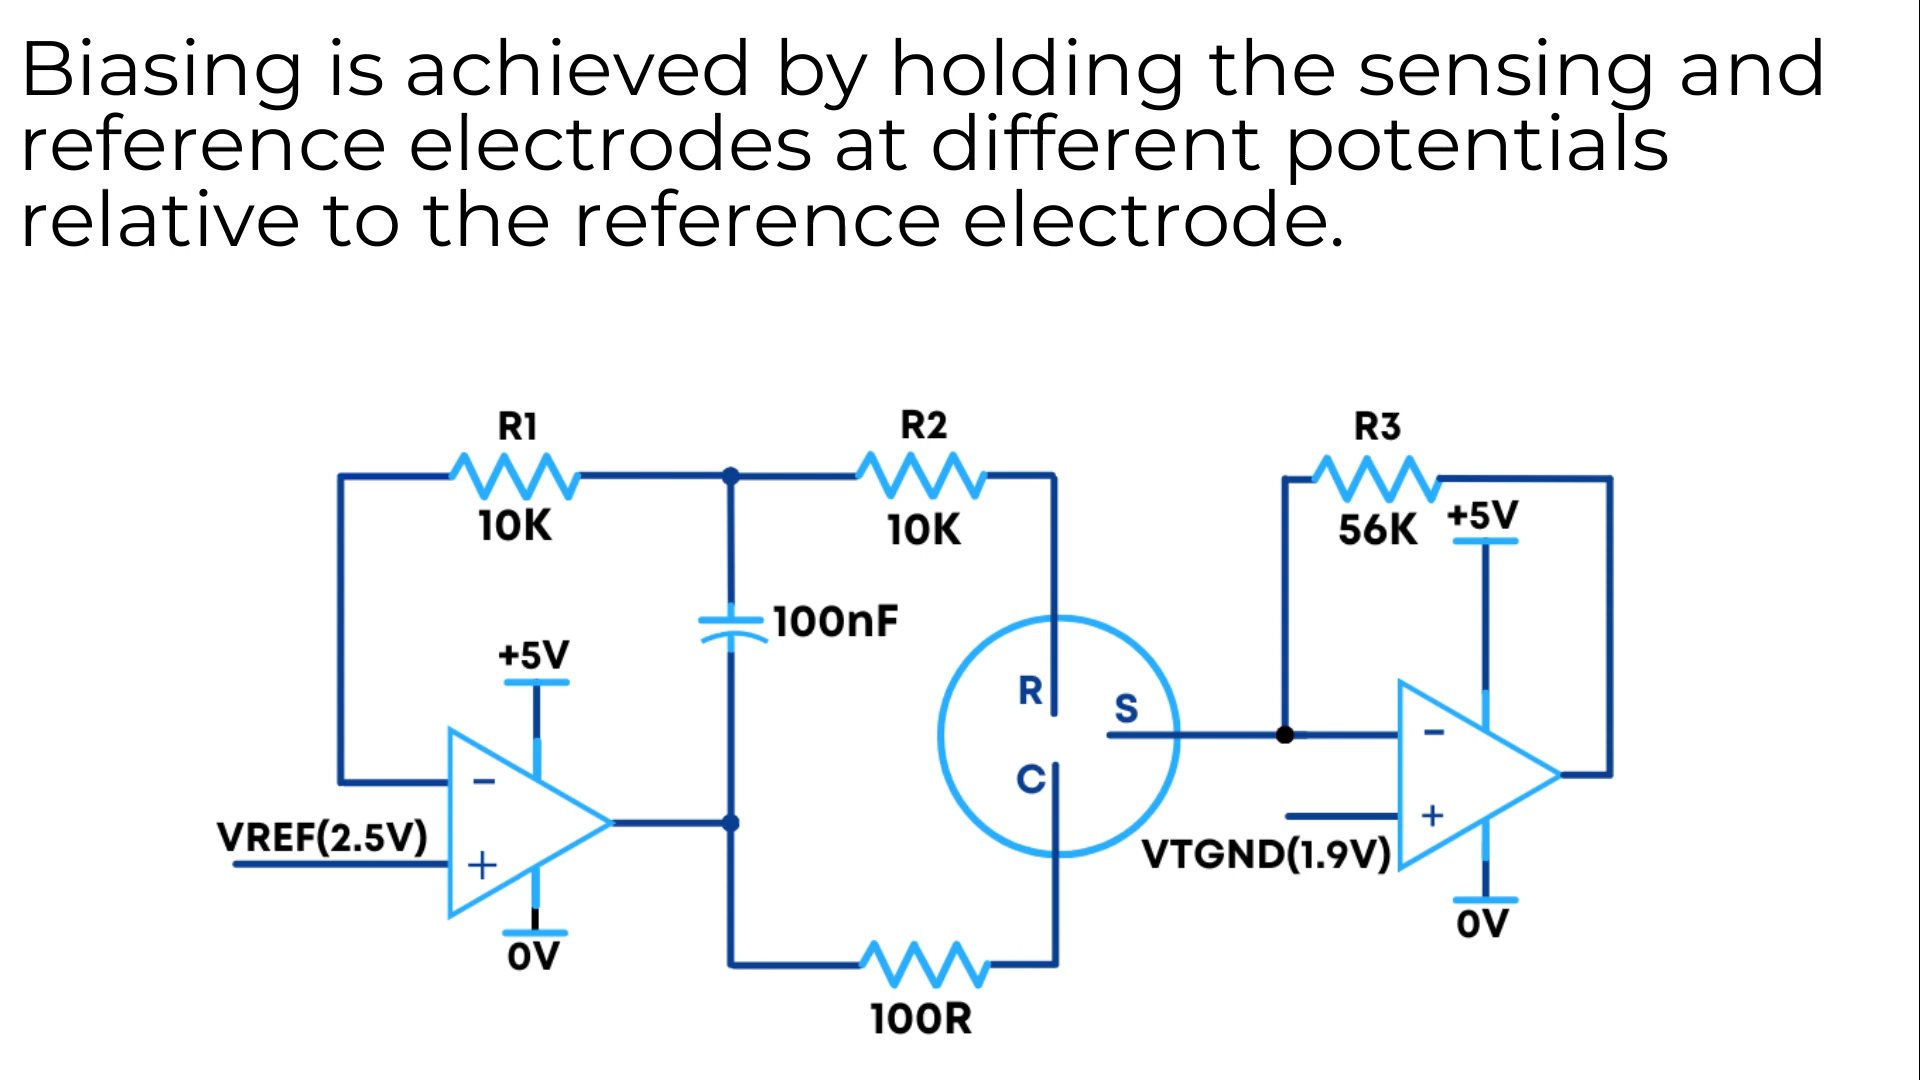 Biasing is achieved by holding the sensing and
reference electrodes at different potentials
relative to the reference electrode.
R1
R2
R3
10K
10K
56K
+5V
100nF
+5V
R
S
C
−
−
VREF(2.5V)
+
+
VTGND(1.9V)
0V
0V
100R